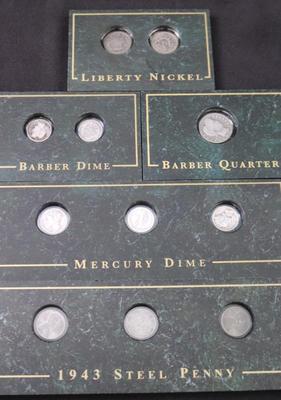 LIBERTY NICKEL
BARBER DIME
BARBER QUARTER
MERCURY DIME
1943 STEEL PENNY